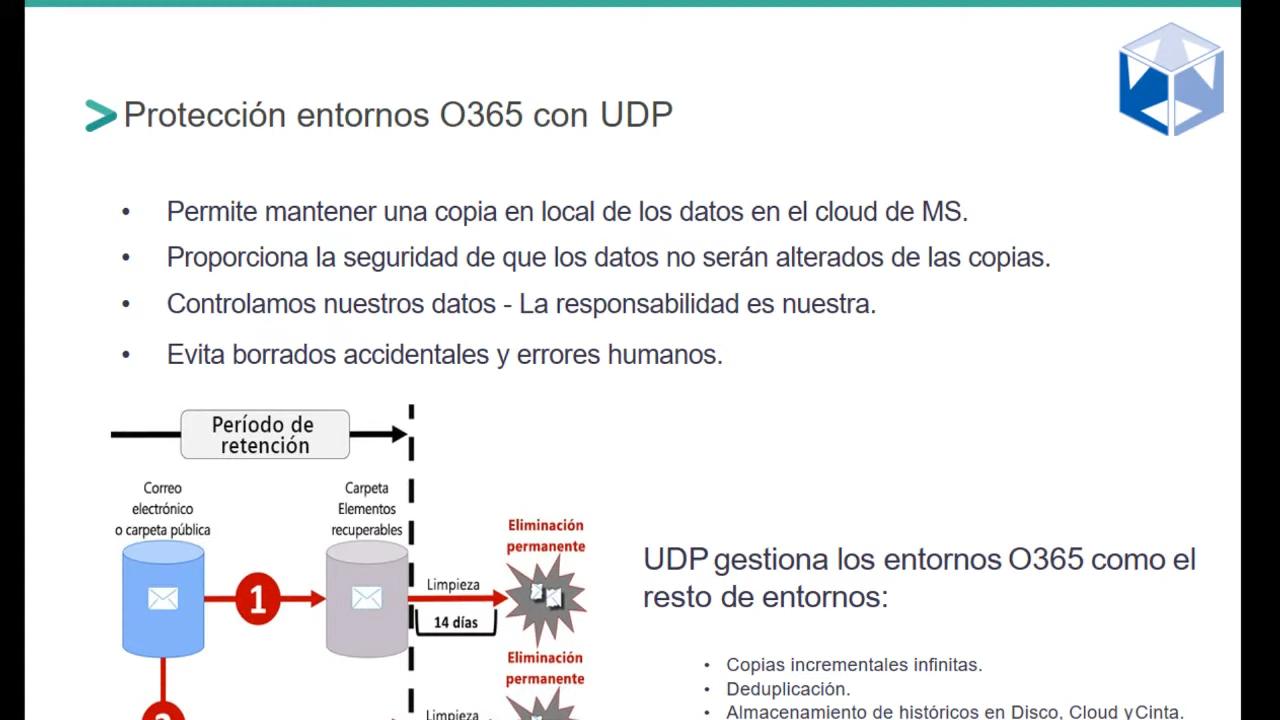 Protección entornos O365 con UDP
• Permite mantener una copia en local de los datos en el cloud de MS.
• Proporciona la seguridad de que los datos no serán alterados de las copias.
• Controlamos nuestros datos - La responsabilidad es nuestra.
• Evita borrados accidentales y errores humanos.
Período de
retención
Correo
electrónico
o carpeta pública
Carpeta
Elementos
recuperables
1
Limpieza
14 días
Eliminación
permanente
Eliminación
permanente
Limpieza
UDP gestiona los entornos O365 como el
resto de entornos:
• Copias incrementales infinitas.
• Deduplicación.
• Almacenamiento de históricos en Disco, Cloud y Cinta.